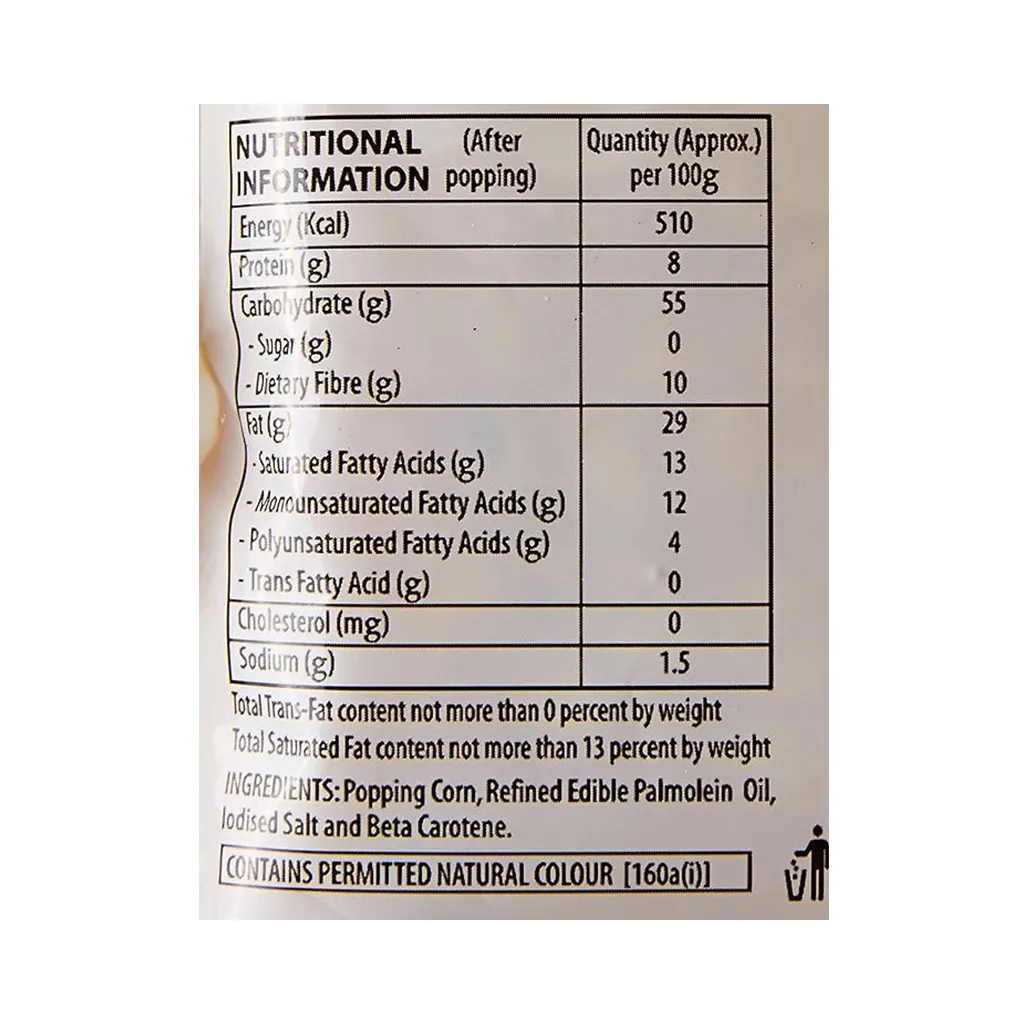 NUTRITIONAL (After Quantity (Approx.)
INFORMATION popping) per 100g
Energy (Kcal) 510
Protein (g) 8
Carbohydrate (g) 55
- Sugar (g) 0
- Dietary Fibre (g) 10
Fat (g) 29
- Saturated Fatty Acids (g) 13
- Monounsaturated Fatty Acids (g) 12
- Polyunsaturated Fatty Acids (g) 4
- Trans Fatty Acid (g) 0
Cholesterol (mg) 0
Sodium (g) 1.5
Total Trans-Fat content not more than 0 percent by weight
Total Saturated Fat content not more than 13 percent by weight
INGREDIENTS: Popping Corn, Refined Edible Palmolein Oil,
Iodised Salt and Beta Carotene.
CONTAINS PERMITTED NATURAL COLOUR [160a(i)]